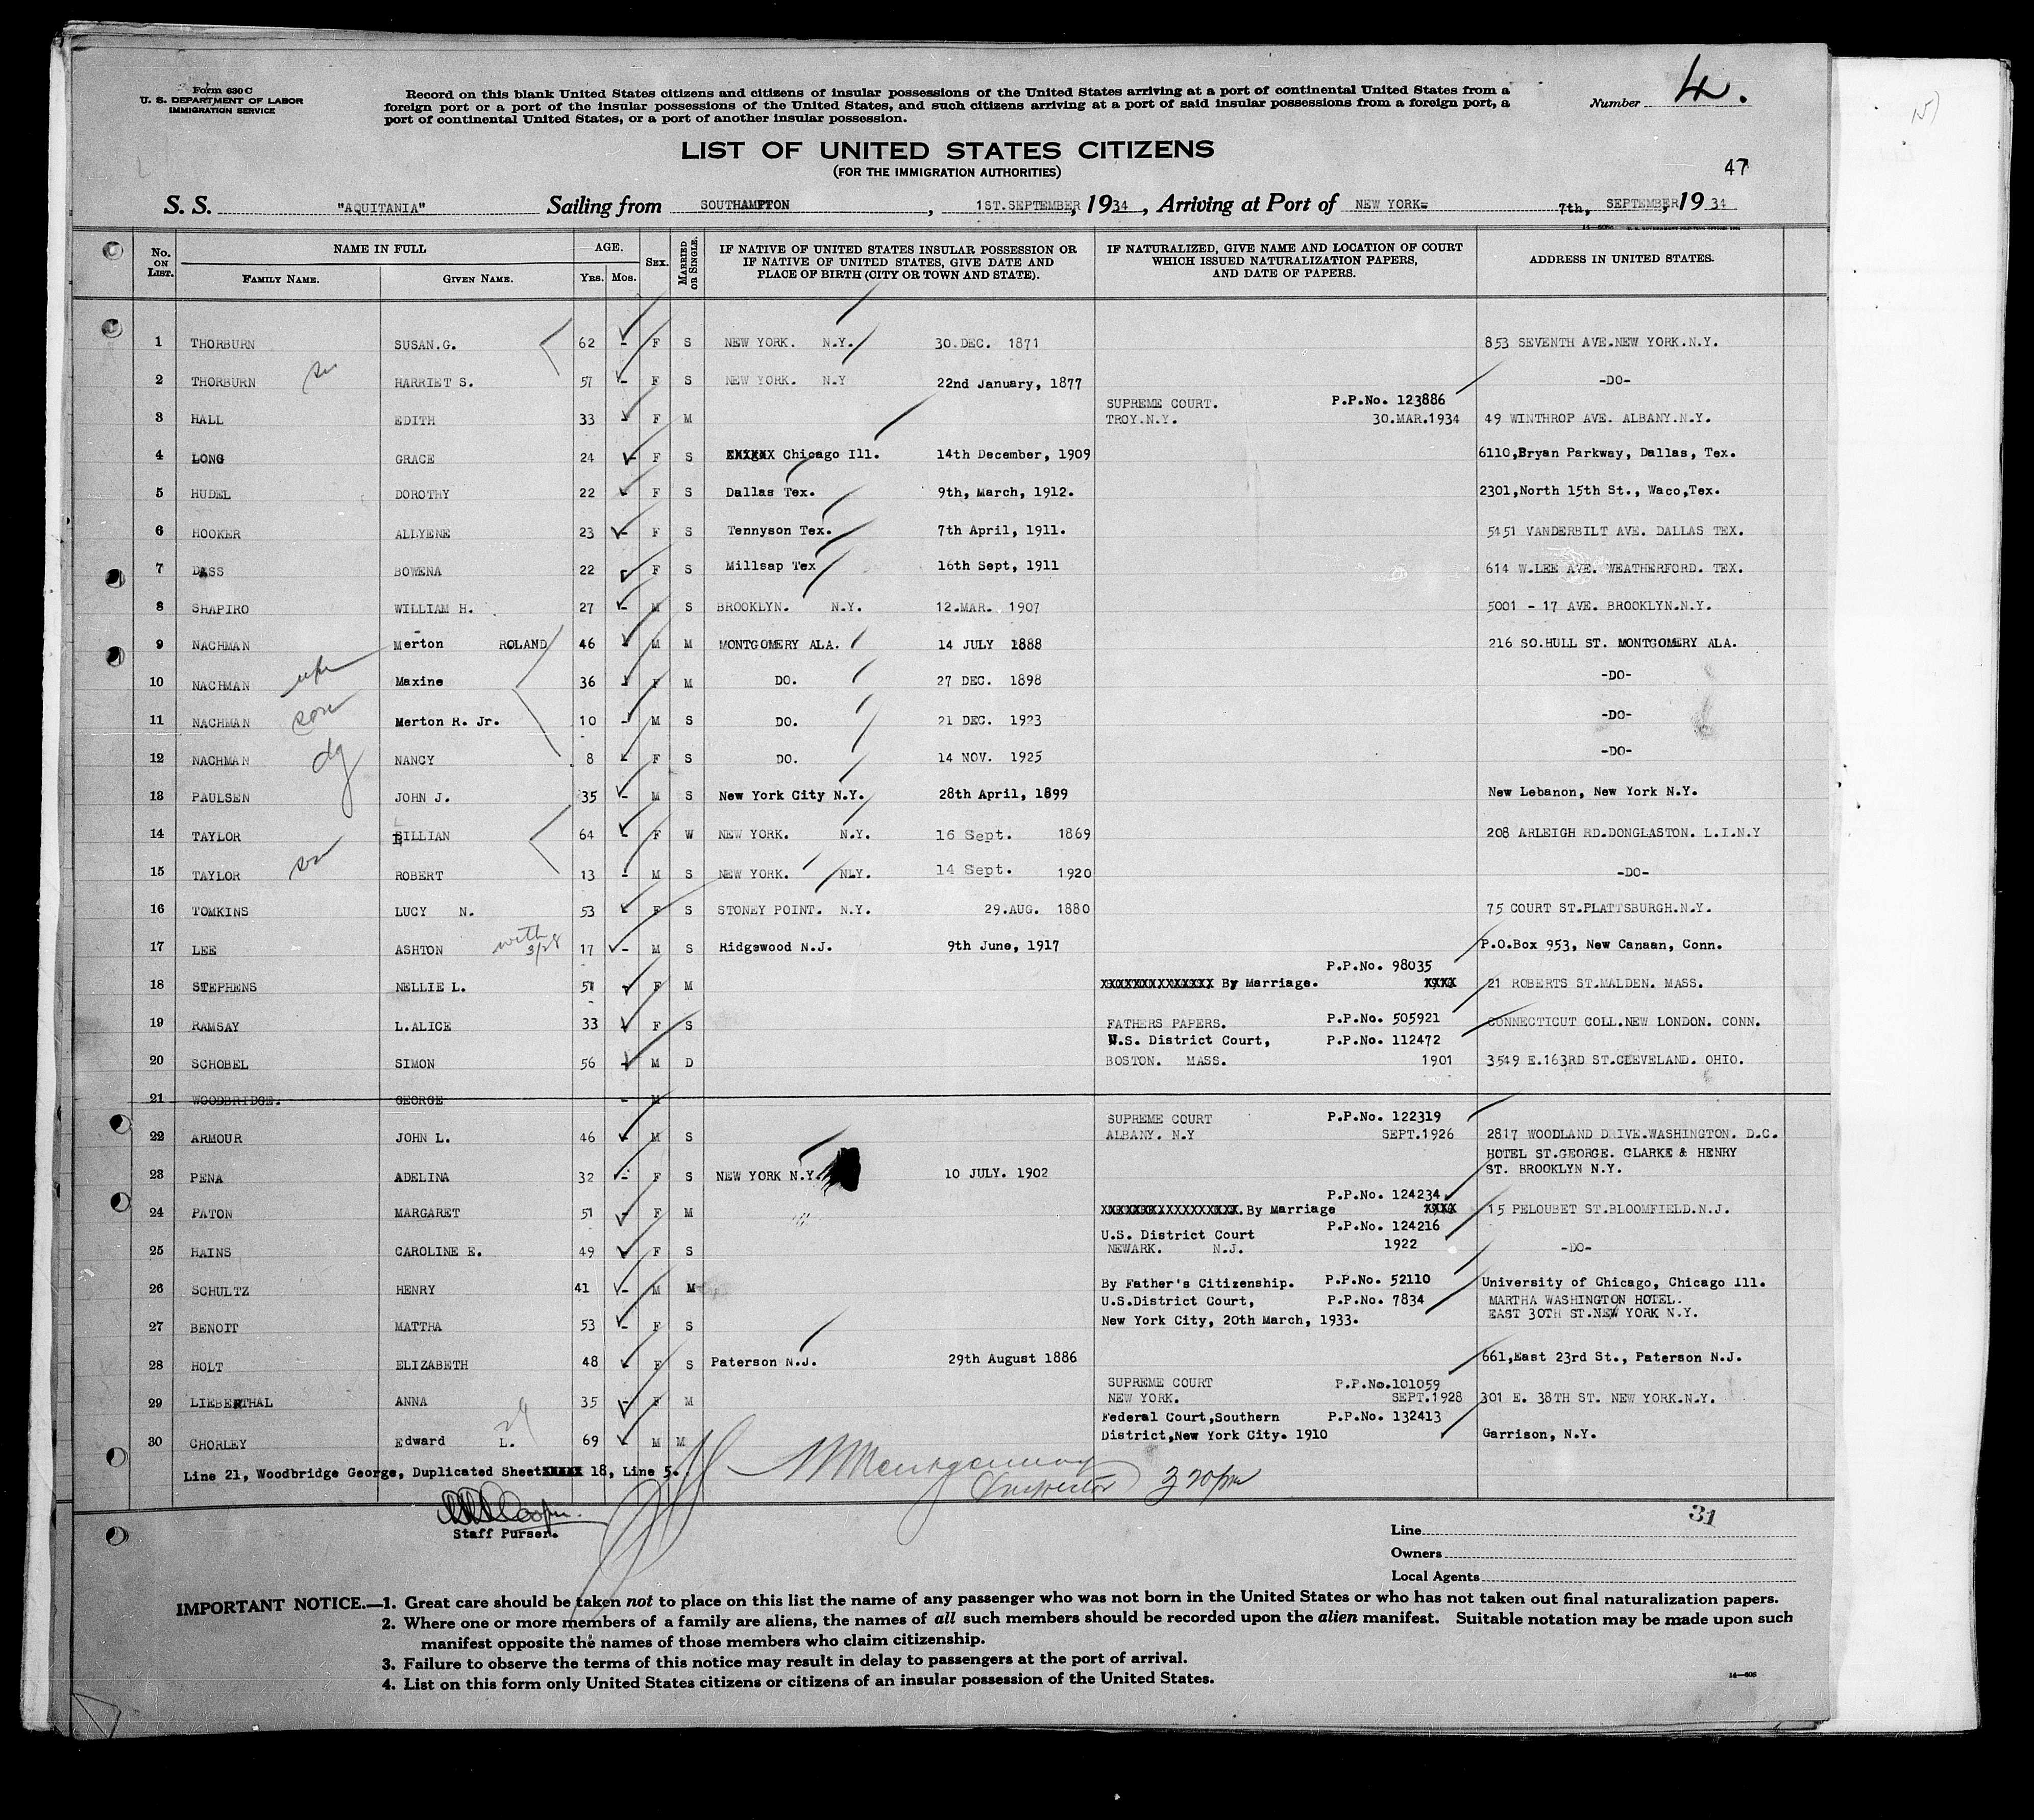 Form 630 C
U. S. DEPARTMENT OF LABOR
IMMIGRATION SERVICE
Record on this blank United States citizens and citizens of insular possessions of the United States arriving at a port of continental United States from a
foreign port or a port of the insular possessions of the United States, and such citizens arriving at a port of said insular possessions from a foreign port, a
port of continental United States, or a port of another insular possession.
Number 4.
LIST OF UNITED STATES CITIZENS
(FOR THE IMMIGRATION AUTHORITIES)
47
S. S. "AQUITANIA" Sailing from SOUTHAMPTON, 1ST.SEPTEMBER, 1934, Arriving at Port of NEW YORK= 7th, SEPTEMBER, 1934
No. ON LIST. NAME IN FULL FAMILY NAME. GIVEN NAME. AGE. YRS. MOS. SEX. MARRIED OR SINGLE. IF NATIVE OF UNITED STATES INSULAR POSSESSION OR IF NATIVE OF UNITED STATES, GIVE DATE AND PLACE OF BIRTH (CITY OR TOWN AND STATE). IF NATURALIZED, GIVE NAME AND LOCATION OF COURT WHICH ISSUED NATURALIZATION PAPERS, AND DATE OF PAPERS. ADDRESS IN UNITED STATES.
1 THORBURN SUSAN.G. 62 - F S NEW YORK. N.Y. 30.DEC. 1871 853 SEVENTH AVE.NEW YORK.N.Y.
2 THORBURN HARRIET S. 57 - F S NEW YORK. N.Y 22nd January, 1877 -DO-
SUPREME COURT. P.P.No. 123886
3 HALL EDITH 33 - F M TROY.N.Y. 30.MAR.1934 49 WINTHROP AVE. ALBANY.N.Y.
4 LONG GRACE 24 - F S Chicago Ill. 14th December, 1909 6110,Bryan Parkway, Dallas, Tex.
5 HUDEL DOROTHY 22 - F S Dallas Tex. 9th, March, 1912. 2301,North 15th St., Waco,Tex.
6 HOOKER ALLYENE 23 - F S Tennyson Tex. 7th April, 1911. 5451 VANDERBILT AVE. DALLAS TEX.
7 DASS BOWENA 22 - F S Millsap Tex 16th Sept, 1911 614 W.LEE AVE. WEATHERFORD. TEX.
8 SHAPIRO WILLIAM H. 27 - M S BROOKLYN. N.Y. 12.MAR. 1907 5001 - 17 AVE. BROOKLYN.N.Y.
9 NACHMAN Merton ROLAND 46 M M MONTGOMERY ALA. 14 JULY 1888 216 SO.HULL ST. MONTGOMERY ALA.
10 NACHMAN Maxine 36 - F M DO. 27 DEC. 1898 -DO-
11 NACHMAN son Merton R. Jr. 10 - M S DO. 21 DEC. 1923 -DO-
12 NACHMAN dg NANCY 8 F S DO. 14 NOV. 1925 -DO-
13 PAULSEN JOHN J. 35 - M S New York City N.Y. 28th April, 1899 New Lebanon, New York N.Y.
14 TAYLOR LILLIAN 64 - F W NEW YORK. N.Y. 16 Sept. 1869 208 ARLEIGH RD.DONGLASTON. L.I.N.Y
15 TAYLOR son ROBERT 13 - M S NEW YORK. NLY. 14 Sept. 1920 -DO-
16 TOMKINS LUCY N. 53 F S STONEY POINT. N.Y. 29.AUG. 1880 75 COURT ST.PLATTSBURGH.N.Y.
17 LEE ASHTON with 3/28 17 - M S Ridgewood N.J. 9th June, 1917 P.O.Box 953, New Canaan, Conn.
P.P.No. 98035
18 STEPHENS NELLIE L. 51 F M XXXXXXXXXXXXXXX By Marriage. XXXX 21 ROBERTS ST.MALDEN. MASS.
19 RAMSAY L.ALICE 33 F S FATHERS PAPERS. P.P.No. 505921 CONNECTICUT COLL.NEW LONDON. CONN.
U.S. District Court, P.P.No. 112472
20 SCHOBEL SIMON 56 - M D BOSTON. MASS. 1901 3549 E.163RD ST.CLEVELAND. OHIO.
21 WOODBRIDGE. GEORGE - M
SUPREME COURT P.P.No. 122319
22 ARMOUR JOHN L. 46 - M S ALBANY. N.Y SEPT.1926 2817 WOODLAND DRIVE.WASHINGTON. D.C.
HOTEL ST.GEORGE. CLARKE & HENRY
23 PENA ADELINA 32 - F S NEW YORK N.Y. 10 JULY. 1902 ST. BROOKLYN N.Y.
P.P.No. 124234
24 PATON MARGARET 51 - F M XXXXXXXXXXXXXXXXXX. By Marriage XXXX 15 PELOUBET ST.BLOOMFIELD.N.J.
U.S. District Court P.P.No. 124216
25 HAINS CAROLINE E. 49 F S NEWARK. N.J. 1922 -DO-
26 SCHULTZ HENRY 41 - M M By Father's Citizenship. P.P.No. 52110 University of Chicago, Chicago Ill.
U.S.District Court, P.P.No. 7834 MARTHA WASHINGTON HOTEL.
27 BENOIT MATTHA 53 - F S New York City, 20th March, 1933. EAST 30TH ST.NEW YORK N.Y.
28 HOLT ELIZABETH 48 F S Paterson N.J. 29th August 1886 661,East 23rd St., Paterson N.J.
SUPREME COURT P.P.No.101059
29 LIEBERTHAL ANNA 35 - F M NEW YORK. SEPT.1928 301 E. 38TH ST. NEW YORK.N.Y.
Federal Court,Southern P.P.No. 132413
30 CHORLEY Edward L. 69 M M District,New York City. 1910 Garrison, N.Y.
Line 21, Woodbridge George, Duplicated Sheet XXXXX 18, Line 5.
Montgomery
Inspector 3 20pm
Staff Purser.
31
Line
Owners
Local Agents
IMPORTANT NOTICE.—1. Great care should be taken not to place on this list the name of any passenger who was not born in the United States or who has not taken out final naturalization papers.
2. Where one or more members of a family are aliens, the names of all such members should be recorded upon the alien manifest. Suitable notation may be made upon such
manifest opposite the names of those members who claim citizenship.
3. Failure to observe the terms of this notice may result in delay to passengers at the port of arrival.
4. List on this form only United States citizens or citizens of an insular possession of the United States.